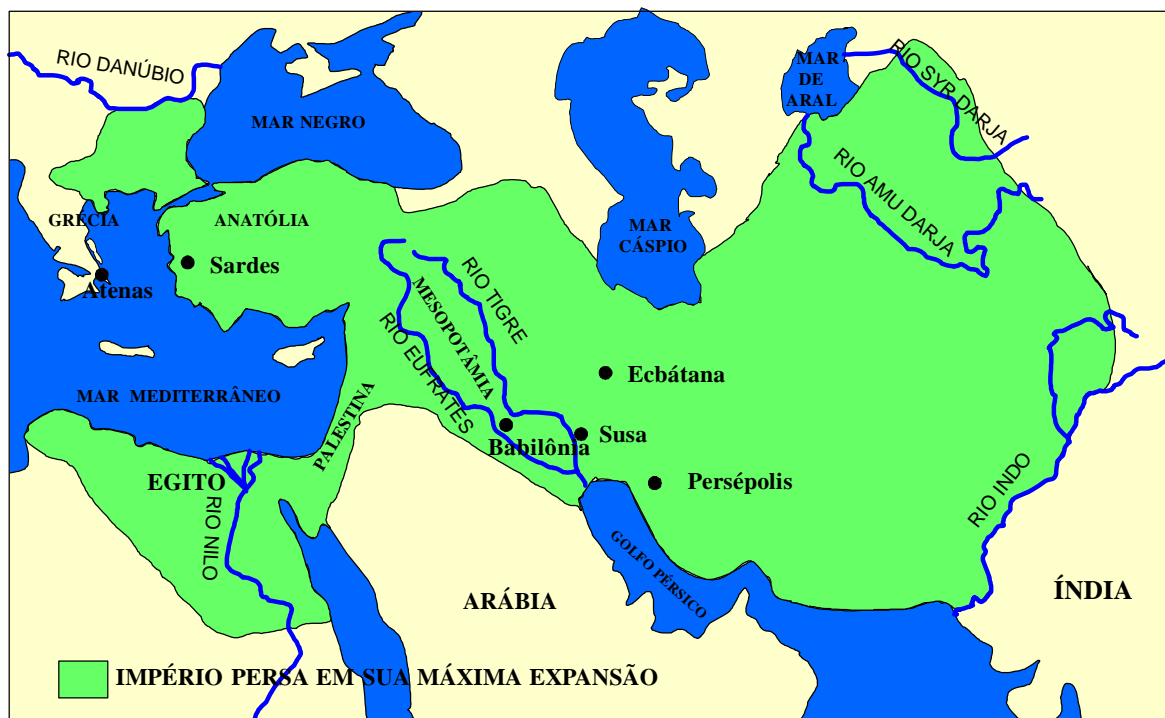 RIO DANÚBIO
MAR NEGRO
MAR
DE
ARAL
RIO SYR DARJA
RIO AMU DARJA
GRÉCIA
ANATÓLIA
MAR
CÁSPIO
Sardes
Atenas
RIO TIGRE
MESOPOTÂMIA
RIO EUFRATES
Ecbátana
MAR MEDITERRÂNEO
PALESTINA
Babilônia
Susa
EGITO
Persépolis
RIO NILO
RIO INDO
GOLFO PÉRSICO
ARÁBIA
ÍNDIA
IMPÉRIO PERSA EM SUA MÁXIMA EXPANSÃO